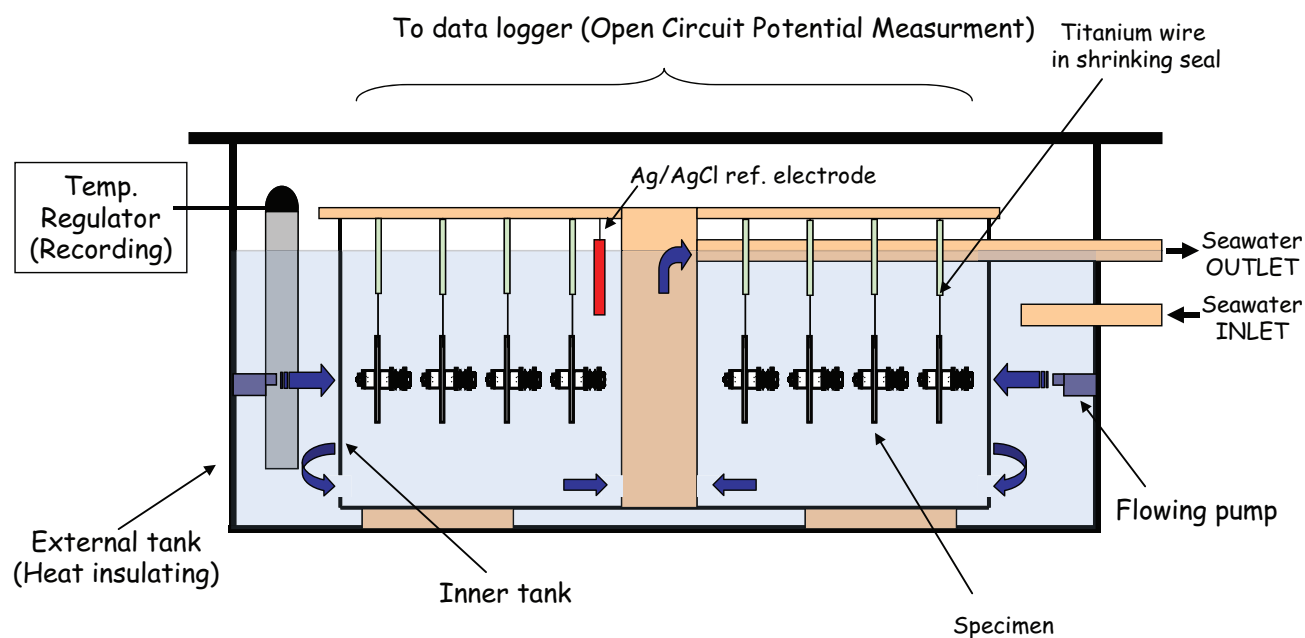 To data logger (Open Circuit Potential Measurment)
Titanium wire
in shrinking seal
Temp.
Regulator
(Recording)
Ag/AgCl ref. electrode
Seawater
OUTLET
Seawater
INLET
External tank
(Heat insulating)
Inner tank
Flowing pump
Specimen